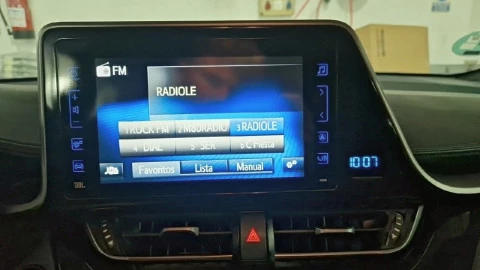 FM
RADIOLE
1 ROCK FM 2 M80RADIO 3 RADIOLE
4 DIAL 5 SER 6 C Fiesta
Favoritos Lista Manual
JBL
10:07